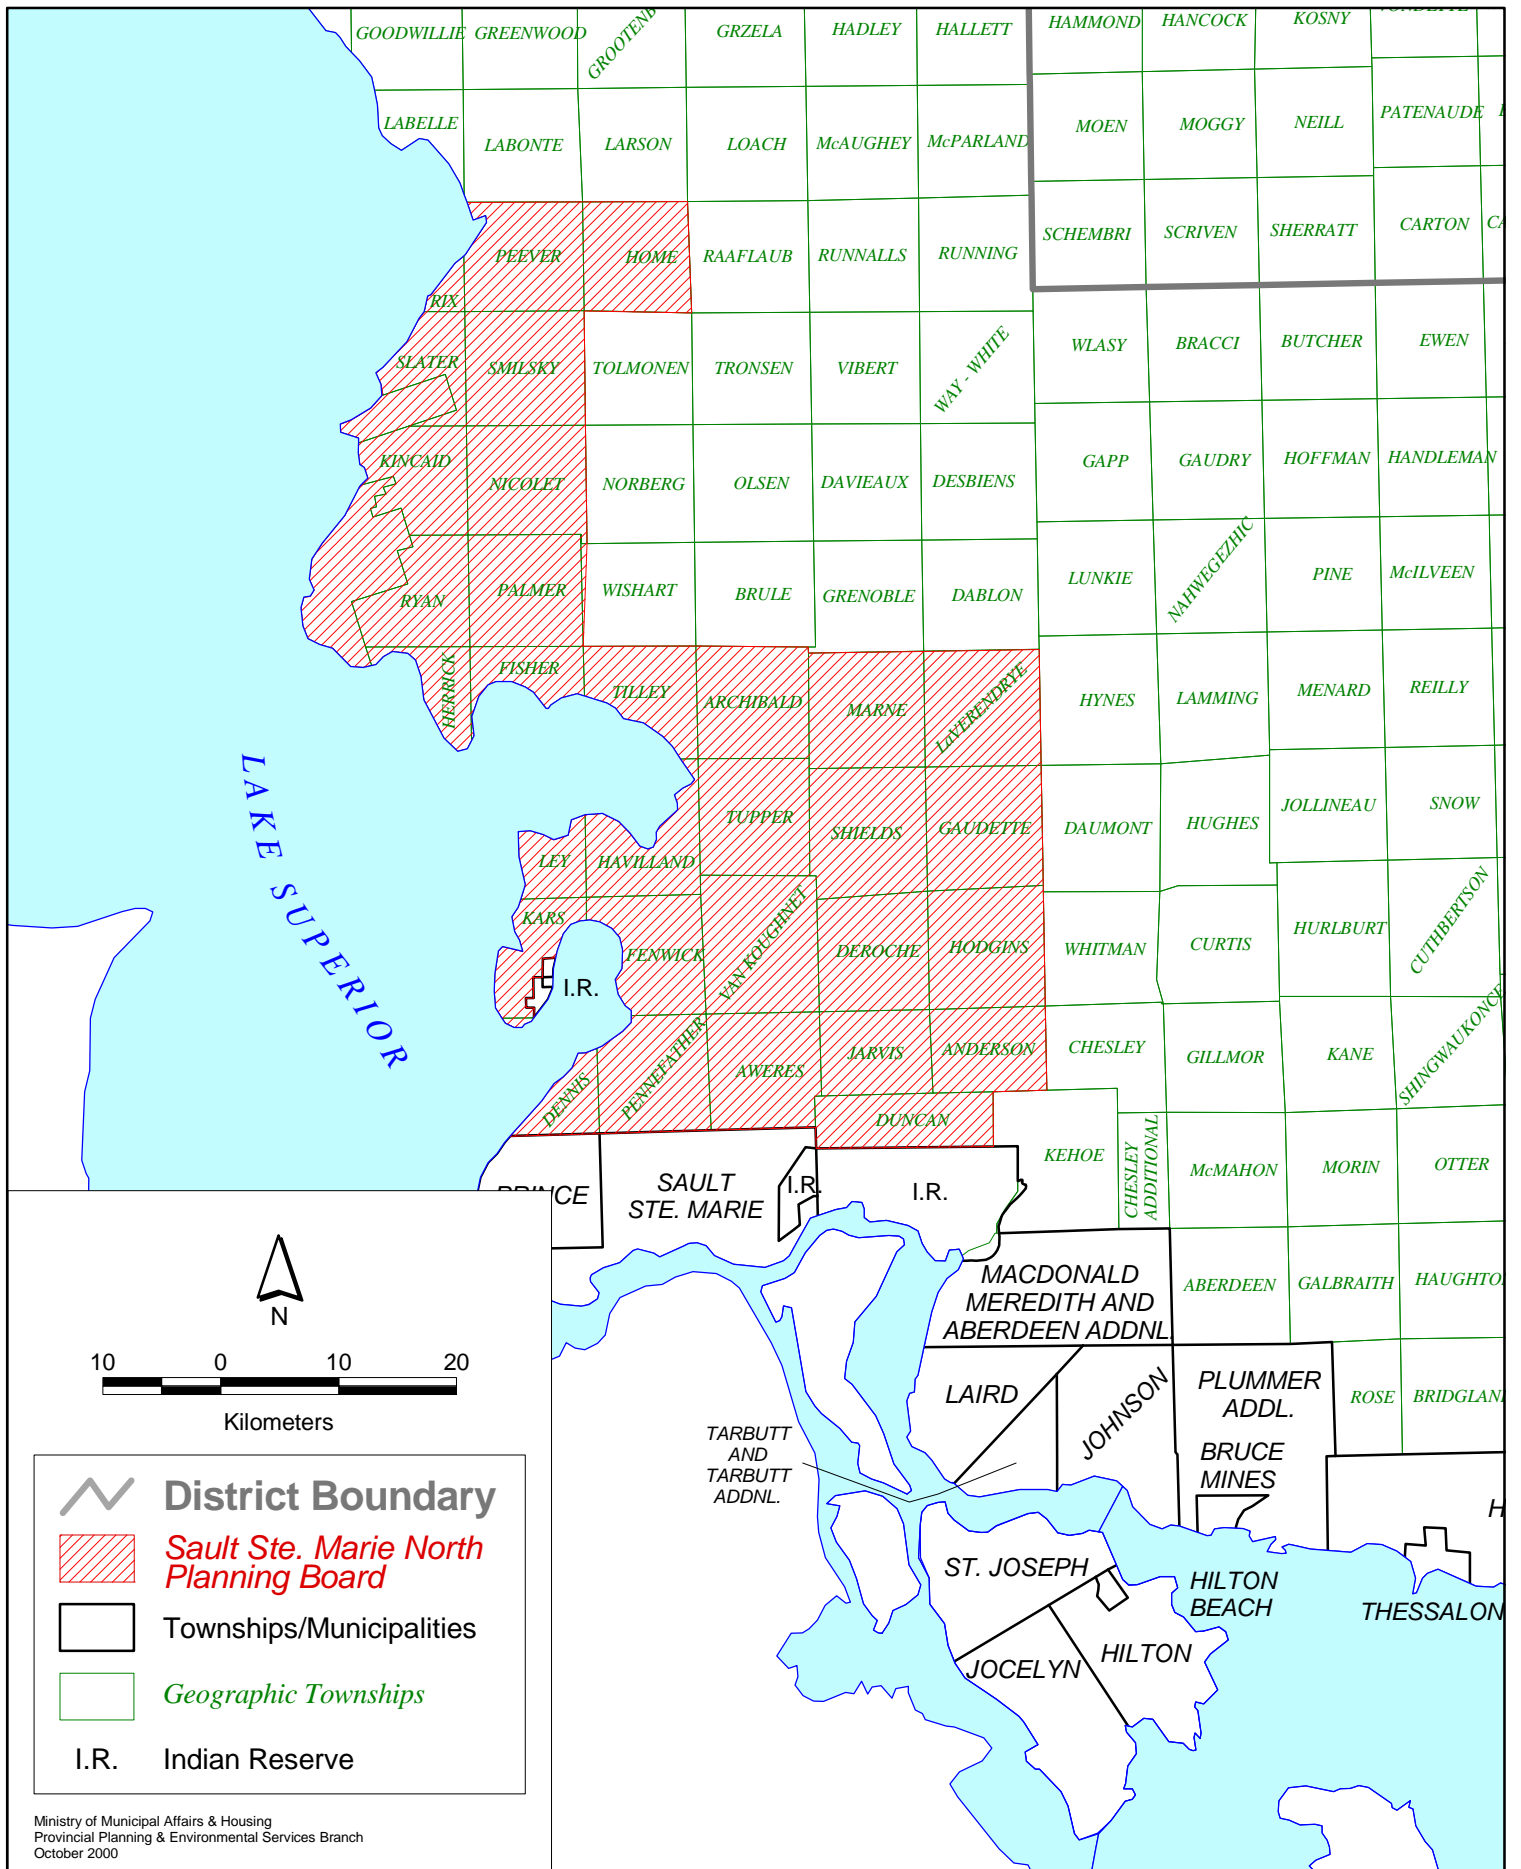 GOODWILLIE GREENWOOD GRZELA HADLEY HALLETT HAMMOND HANCOCK KOSNY
LABELLE LABONTE LARSON LOACH McAUGHEY McPARLAND MOEN MOGGY NEILL PATENAUDE
PEEVER HOME RAAFLAUB RUNNALLS RUNNING SCHEMBRI SCRIVEN SHERRATT CARTON
RIX
SLATER SMILSKY TOLMONEN TRONSEN VIBERT WAY - WHITE WLASY BRACCI BUTCHER EWEN
KINCAID NICOLET NORBERG OLSEN DAVIEAUX DESBIENS GAPP GAUDRY HOFFMAN HANDLEMAN
RYAN PALMER WISHART BRULE GRENOBLE DABLON LUNKIE NAHWEGEZHIC PINE McILVEEN
HERRICK FISHER TILLEY ARCHIBALD MARNE LaVERENDRYE HYNES LAMMING MENARD REILLY
LAKE SUPERIOR
TUPPER SHIELDS GAUDETTE DAUMONT HUGHES JOLLINEAU SNOW
LEY HAVILLAND
KARS FENWICK VAN KOUGHNET DEROCHE HODGINS WHITMAN CURTIS HURLBURT CUTHBERTSON
I.R.
DENNIS PENNEFATHER AWERES JARVIS ANDERSON CHESLEY GILLMOR KANE SHINGWAUKONCE
DUNCAN KEHOE CHESLEY
ADDITIONAL
McMAHON MORIN OTTER
PRINCE
SAULT
STE. MARIE
I.R.
I.R.
MACDONALD
MEREDITH AND
ABERDEEN ADDNL.
ABERDEEN GALBRAITH HAUGHTO
LAIRD
JOHNSON
PLUMMER
ADDL.
ROSE BRIDGLAN
BRUCE
MINES
TARBUTT
AND
TARBUTT
ADDNL.
H
ST. JOSEPH
HILTON
BEACH
THESSALON
JOCELYN
HILTON
N
10 0 10 20
Kilometers
District Boundary
Sault Ste. Marie North
Planning Board
Townships/Municipalities
Geographic Townships
I.R. Indian Reserve
Ministry of Municipal Affairs & Housing
Provincial Planning & Environmental Services Branch
October 2000